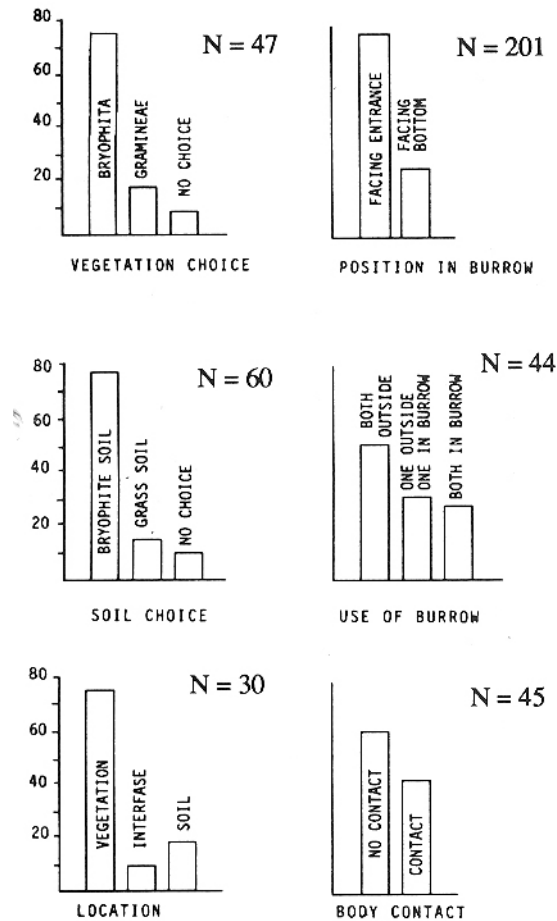 80
60
40
20
BRYOPHITA
GRAMINEAE
NO CHOICE
N = 47
VEGETATION CHOICE
FACING ENTRANCE
FACING
BOTTOM
N = 201
POSITION IN BURROW
80
60
40
20
BRYOPHITE SOIL
GRASS SOIL
NO CHOICE
N = 60
SOIL CHOICE
BOTH
OUTSIDE
ONE OUTSIDE
ONE IN BURROW
BOTH IN BURROW
N = 44
USE OF BURROW
80
60
40
20
VEGETATION
INTERFASE
SOIL
N = 30
LOCATION
NO CONTACT
CONTACT
N = 45
BODY CONTACT